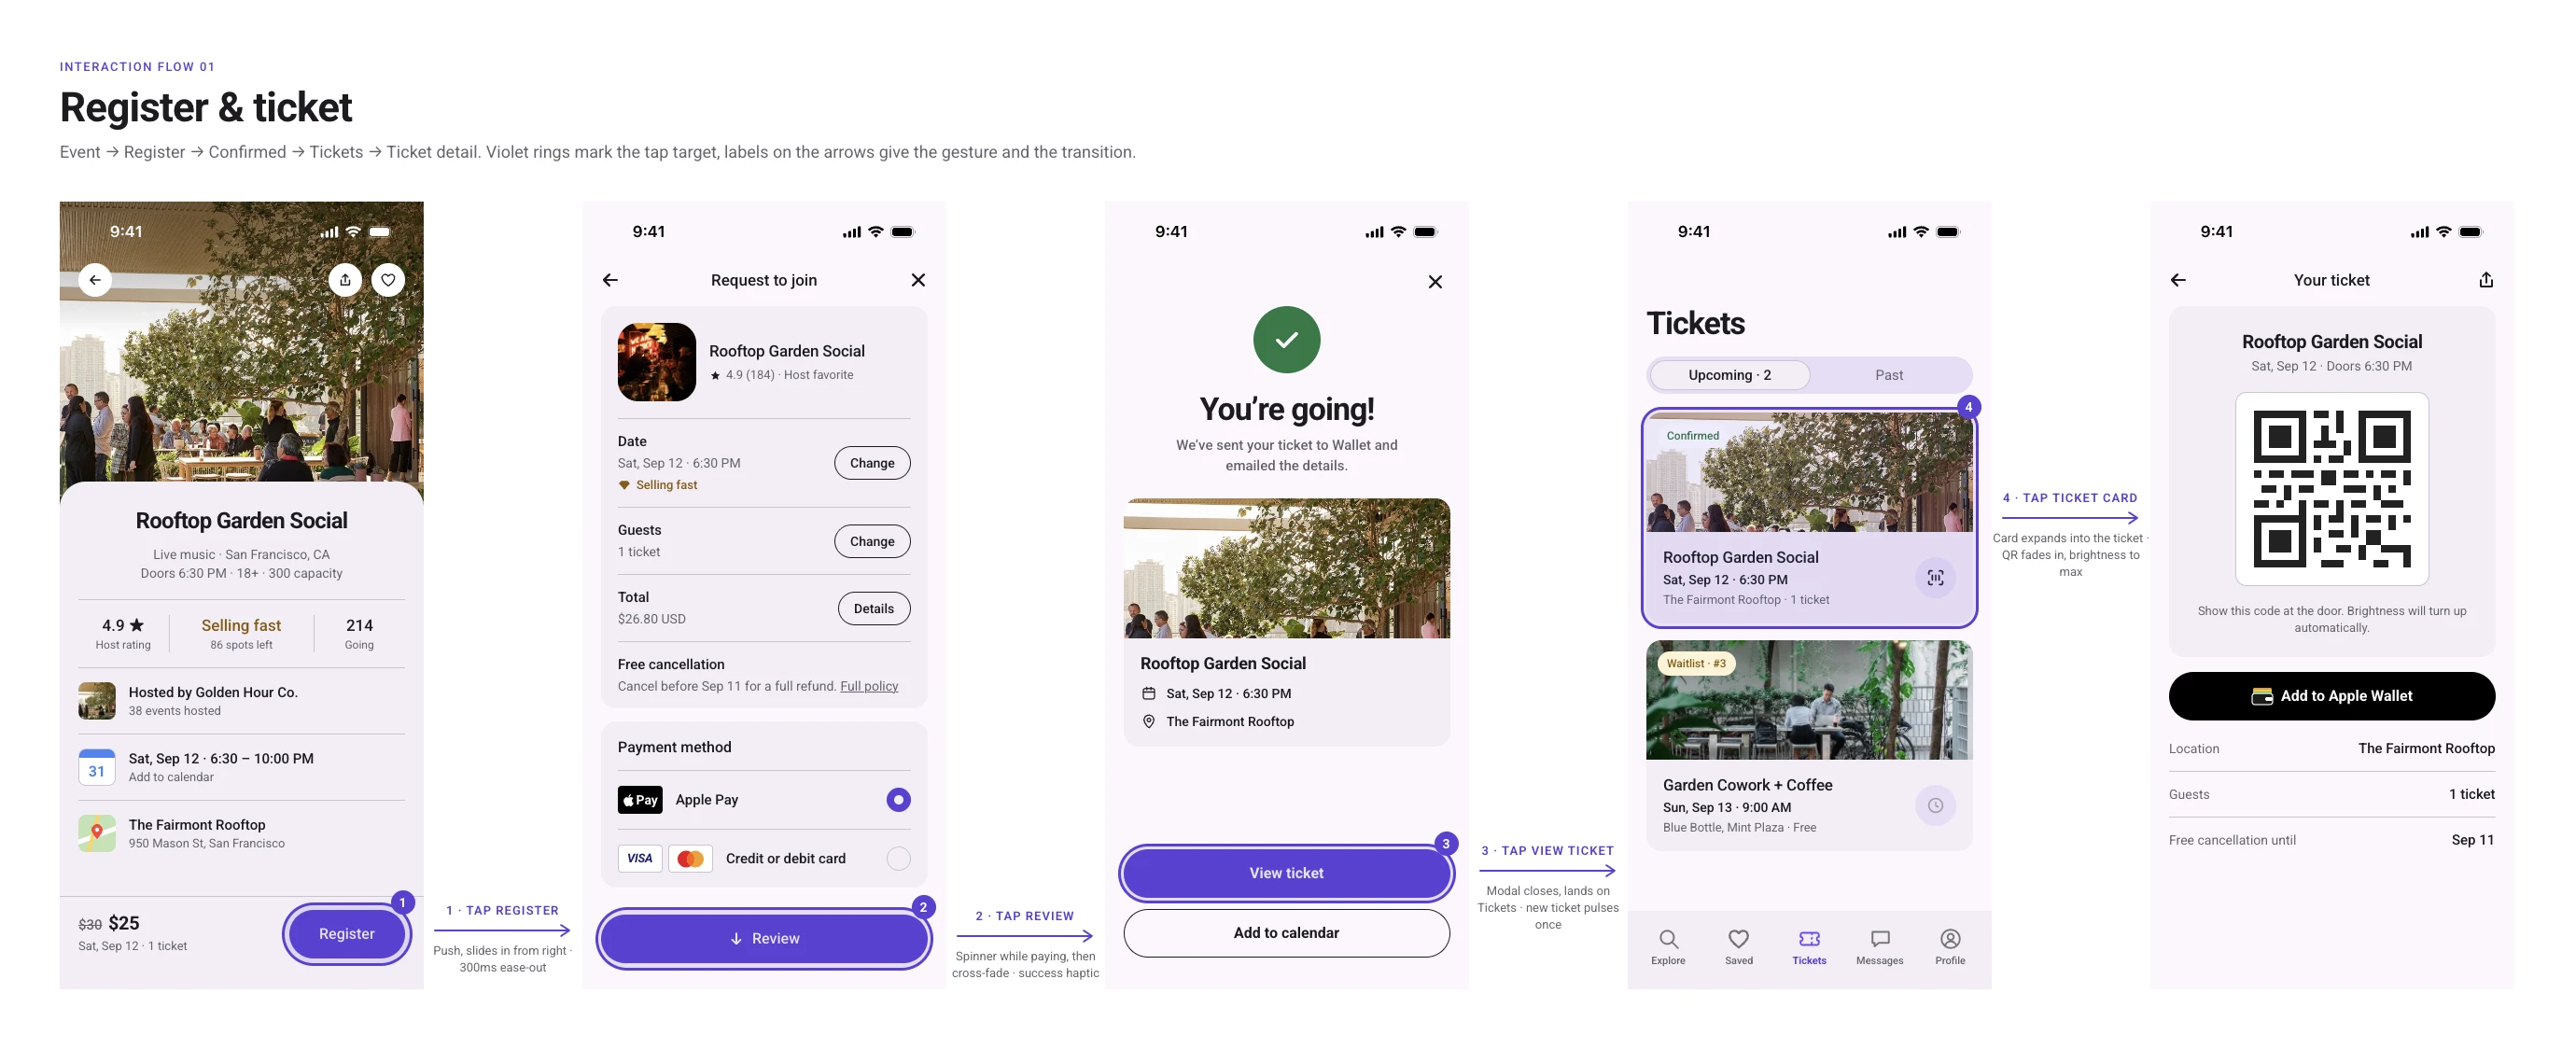 INTERACTION FLOW 01
Register & ticket
Event → Register → Confirmed → Tickets → Ticket detail. Violet rings mark the tap target, labels on the arrows give the gesture and the transition.
9:41
Rooftop Garden Social
Live music · San Francisco, CA
Doors 6:30 PM · 18+ · 300 capacity
4.9 ★
Host rating
Selling fast
86 spots left
214
Going
Hosted by Golden Hour Co.
38 events hosted
31
Sat, Sep 12 · 6:30 – 10:00 PM
Add to calendar
The Fairmont Rooftop
950 Mason St, San Francisco
$30 $25
Sat, Sep 12 · 1 ticket
Register
1
1 · TAP REGISTER
Push, slides in from right ·
300ms ease-out
9:41
Request to join
Rooftop Garden Social
★ 4.9 (184) · Host favorite
Date
Sat, Sep 12 · 6:30 PM
Selling fast
Change
Guests
1 ticket
Change
Total
$26.80 USD
Details
Free cancellation
Cancel before Sep 11 for a full refund. Full policy
Payment method
Pay
Apple Pay
VISA
Credit or debit card
2
↓ Review
2 · TAP REVIEW
Spinner while paying, then
cross-fade · success haptic
9:41
You’re going!
We’ve sent your ticket to Wallet and
emailed the details.
Rooftop Garden Social
Sat, Sep 12 · 6:30 PM
The Fairmont Rooftop
3
View ticket
Add to calendar
3 · TAP VIEW TICKET
Modal closes, lands on
Tickets · new ticket pulses
once
9:41
Tickets
Upcoming · 2
Past
4
Confirmed
Rooftop Garden Social
Sat, Sep 12 · 6:30 PM
The Fairmont Rooftop · 1 ticket
Waitlist · #3
Garden Cowork + Coffee
Sun, Sep 13 · 9:00 AM
Blue Bottle, Mint Plaza · Free
Explore
Saved
Tickets
Messages
Profile
4 · TAP TICKET CARD
Card expands into the ticket ·
QR fades in, brightness to
max
9:41
Your ticket
Rooftop Garden Social
Sat, Sep 12 · Doors 6:30 PM
Show this code at the door. Brightness will turn up
automatically.
Add to Apple Wallet
Location
The Fairmont Rooftop
Guests
1 ticket
Free cancellation until
Sep 11